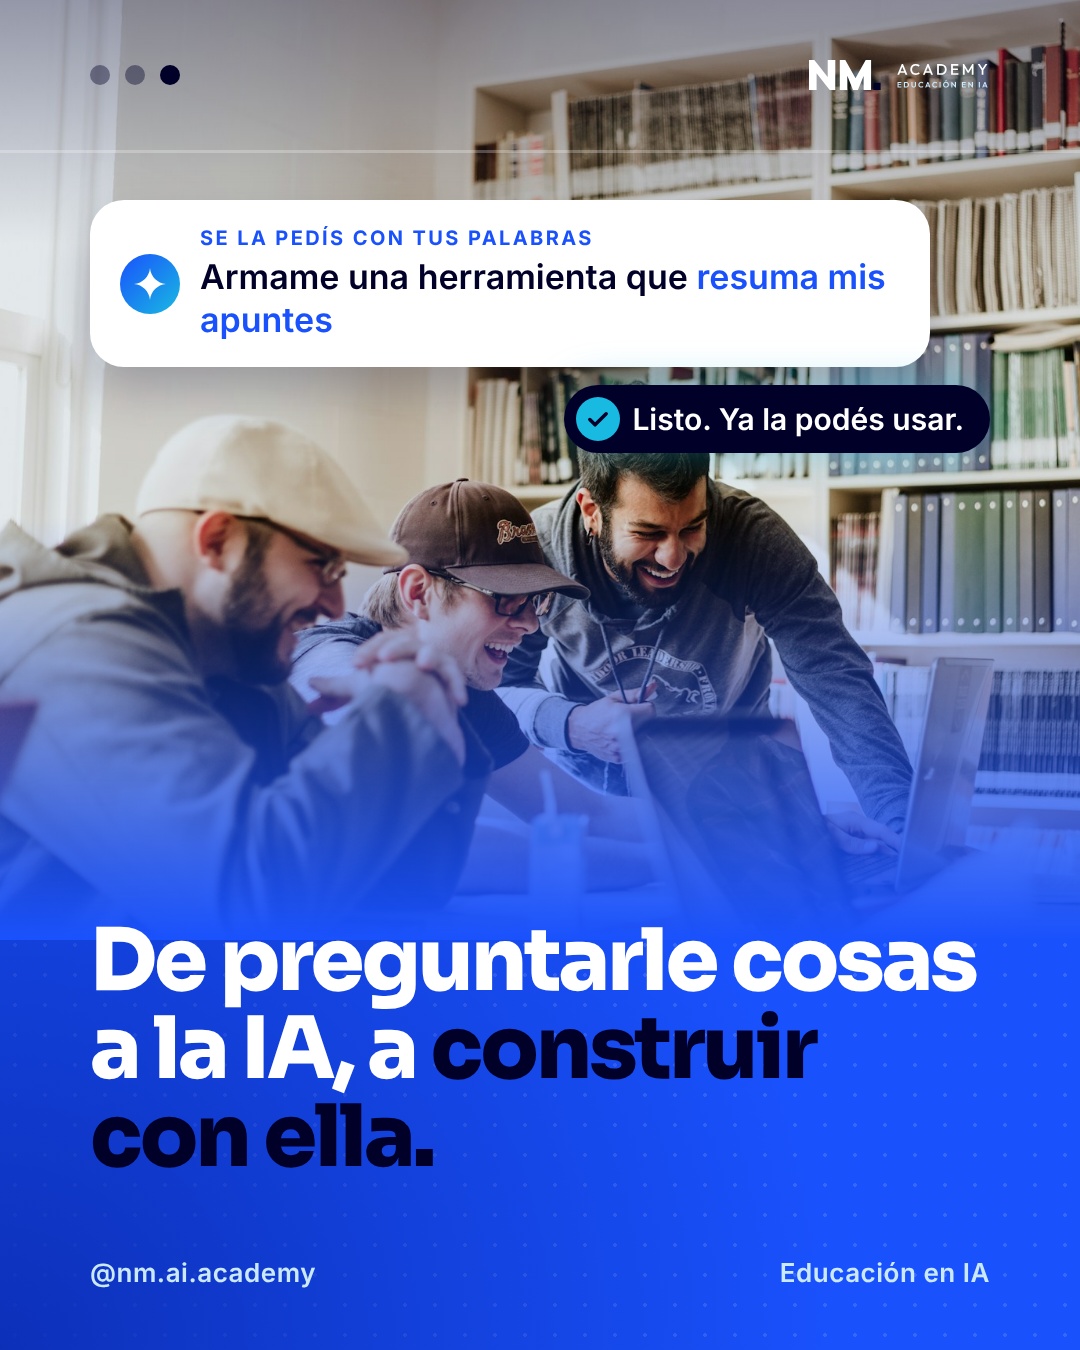 NM. ACADEMY
EDUCACIÓN EN IA
SE LA PEDÍS CON TUS PALABRAS
Armame una herramienta que resuma mis
apuntes
Listo. Ya la podés usar.
De preguntarle cosas
a la IA, a construir
con ella.
@nm.ai.academy
Educación en IA